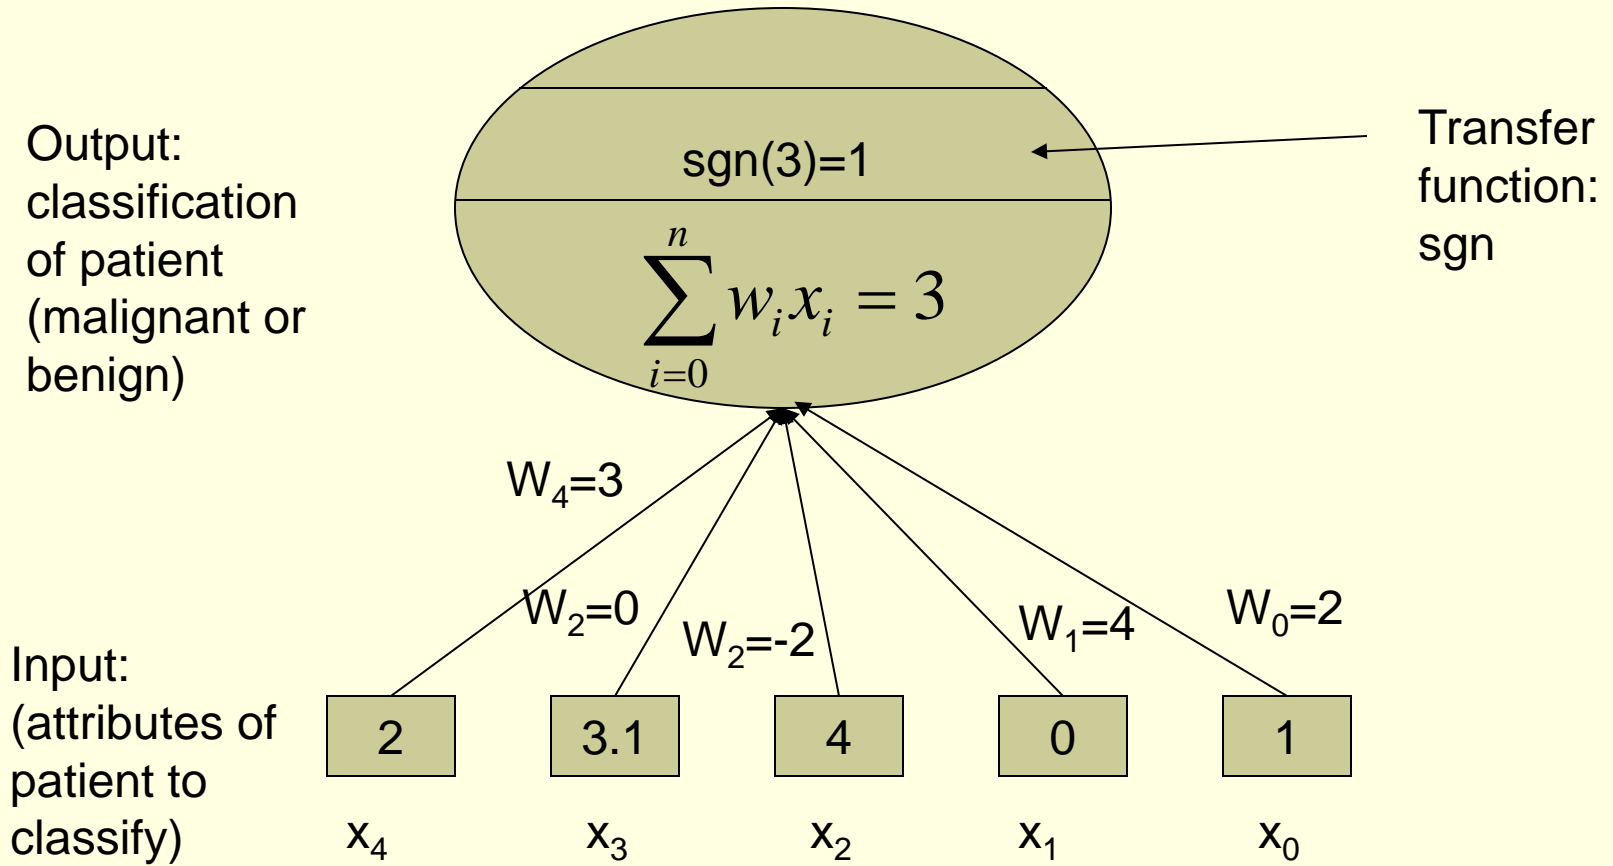 Output:
classification
of patient
(malignant or
benign)
sgn(3)=1
Transfer
function:
sgn
n
∑ wᵢxᵢ = 3
i=0
W₄=3
W₂=0
W₂=-2
W₁=4
W₀=2
Input:
(attributes of
patient to
classify)
2
3.1
4
0
1
x₄
x₃
x₂
x₁
x₀